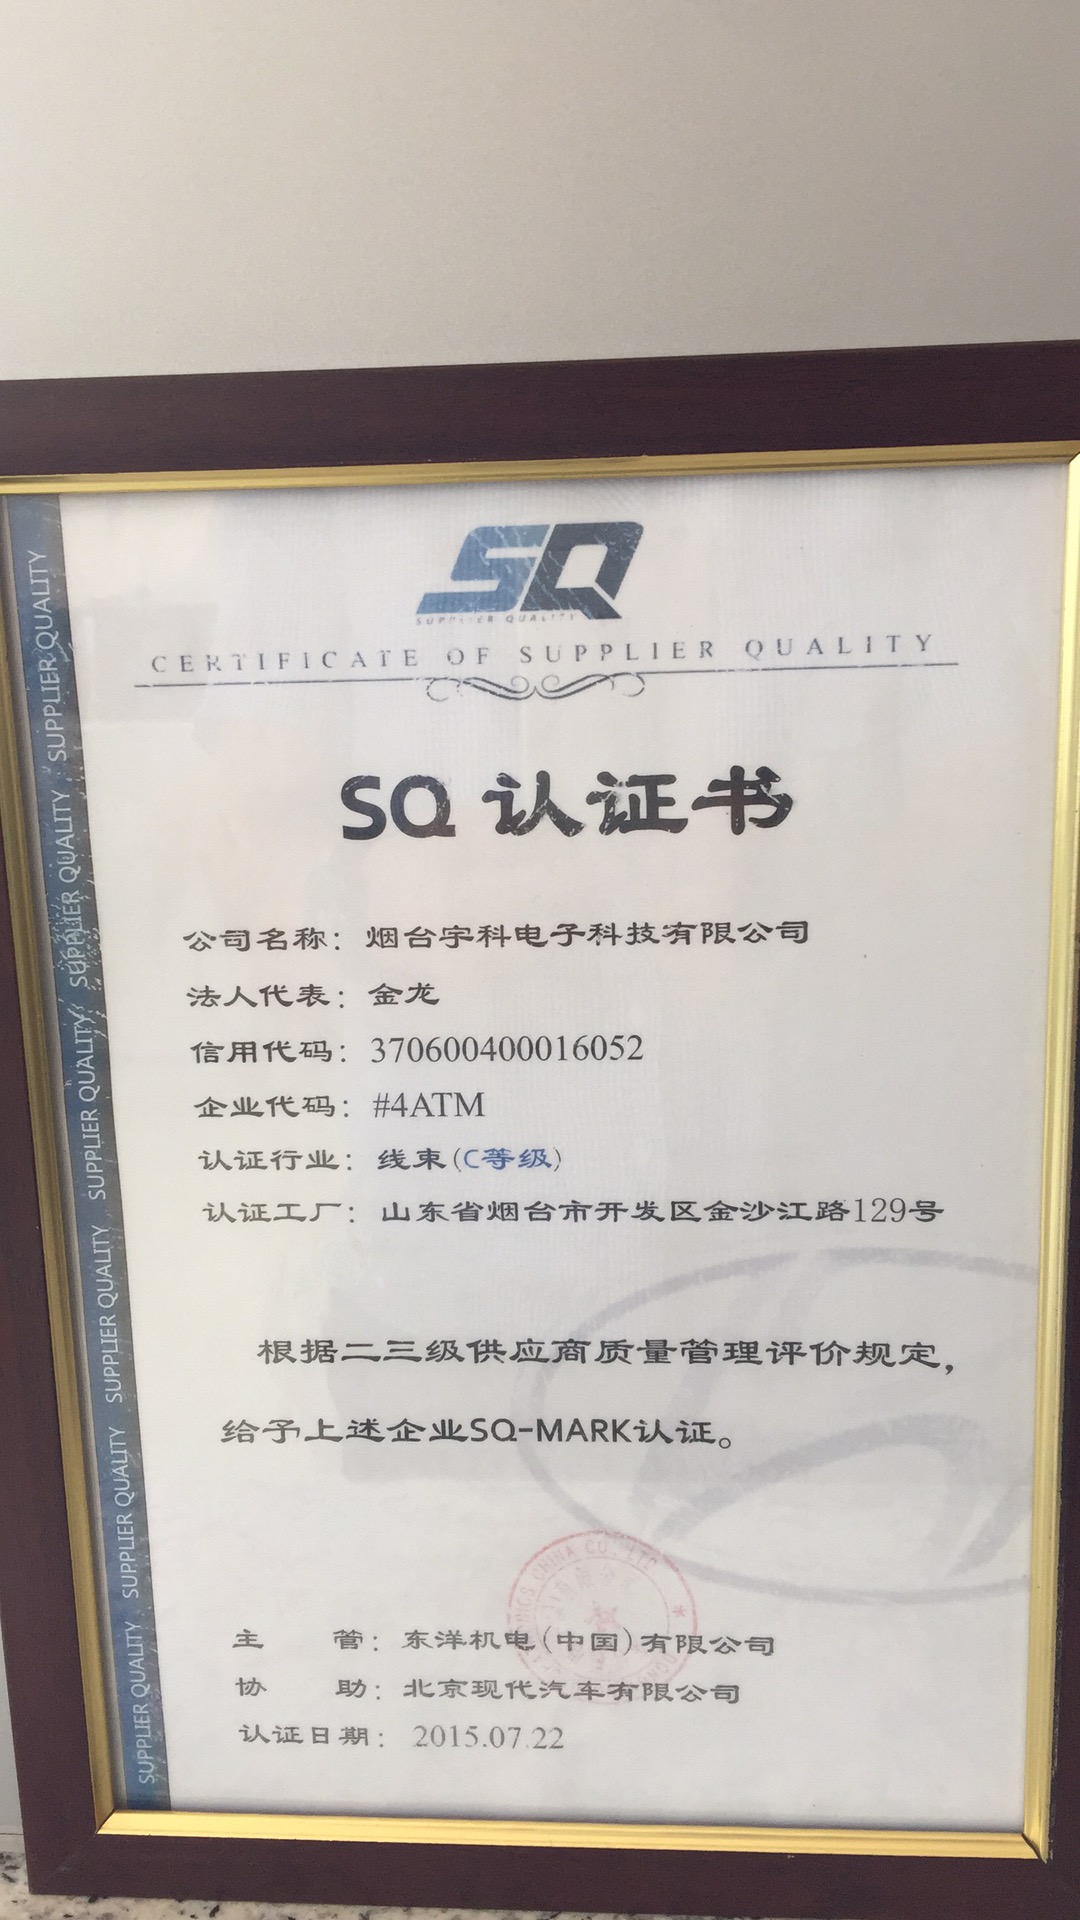 SQ
SUPPLIER QUALITY
CERTIFICATE OF SUPPLIER QUALITY
SQ 认证书
公司名称：烟台宇科电子科技有限公司
法人代表：金龙
信用代码：370600400016052
企业代码：#4ATM
认证行业：线束(C等级)
认证工厂：山东省烟台市开发区金沙江路129号
根据二三级供应商质量管理评价规定，
给予上述企业SQ-MARK认证。
CHINA CO., LTD.
主 管：东洋机电(中国)有限公司
协 助：北京现代汽车有限公司
认证日期：2015.07.22
SUPPLIER QUALITY SUPPLIER QUALITY SUPPLIER QUALITY SUPPLIER QUALITY SUPPLIER QUALITY SUPPLIER QUALITY